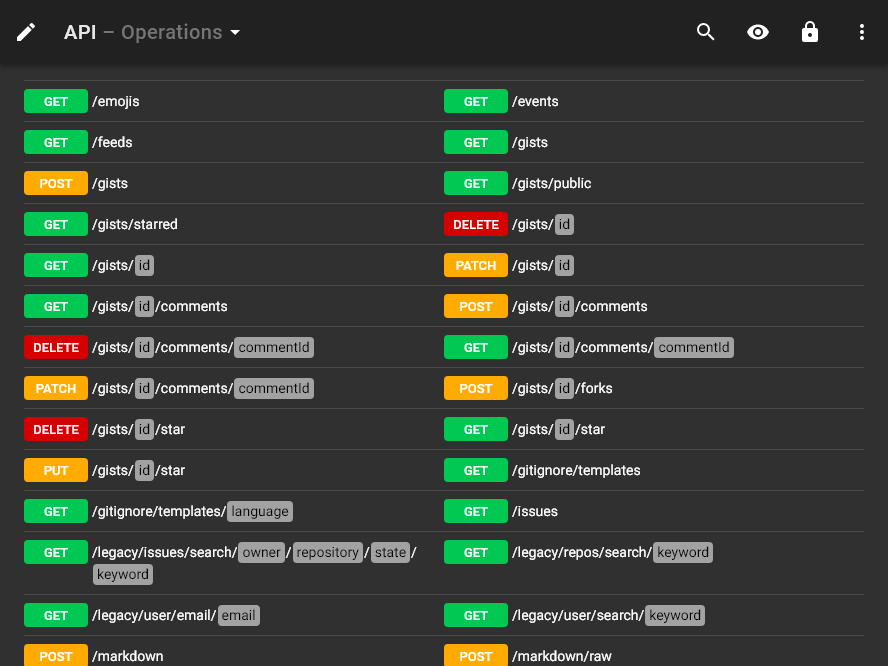 API – Operations
GET /emojis
GET /events
GET /feeds
GET /gists
POST /gists
GET /gists/public
GET /gists/starred
DELETE /gists/ id
GET /gists/ id
PATCH /gists/ id
GET /gists/ id /comments
POST /gists/ id /comments
DELETE /gists/ id /comments/ commentId
GET /gists/ id /comments/ commentId
PATCH /gists/ id /comments/ commentId
POST /gists/ id /forks
DELETE /gists/ id /star
GET /gists/ id /star
PUT /gists/ id /star
GET /gitignore/templates
GET /gitignore/templates/ language
GET /issues
GET /legacy/issues/search/ owner / repository / state /
keyword
GET /legacy/repos/search/ keyword
GET /legacy/user/email/ email
GET /legacy/user/search/ keyword
POST /markdown
POST /markdown/raw